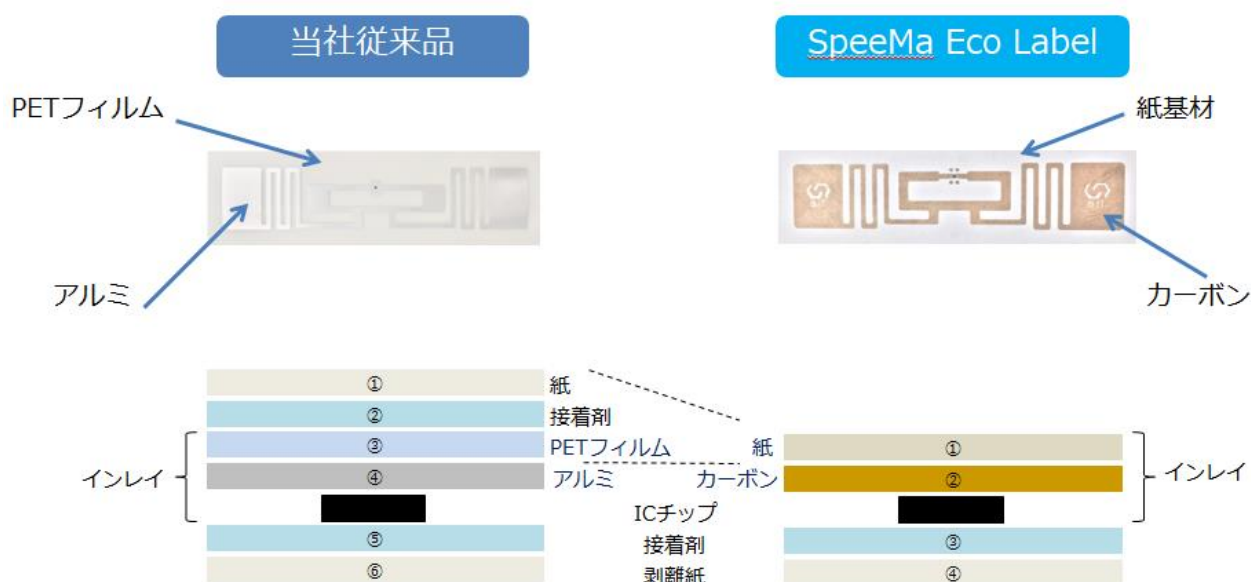 当社従来品
SpeeMa Eco Label
PETフィルム
紙基材
アルミ
カーボン
① 紙
② 接着剤
インレイ
③ PETフィルム
④ アルミ
紙 ①
カーボン ②
インレイ
ICチップ
⑤ 接着剤 ③
⑥ 剥離紙 ④